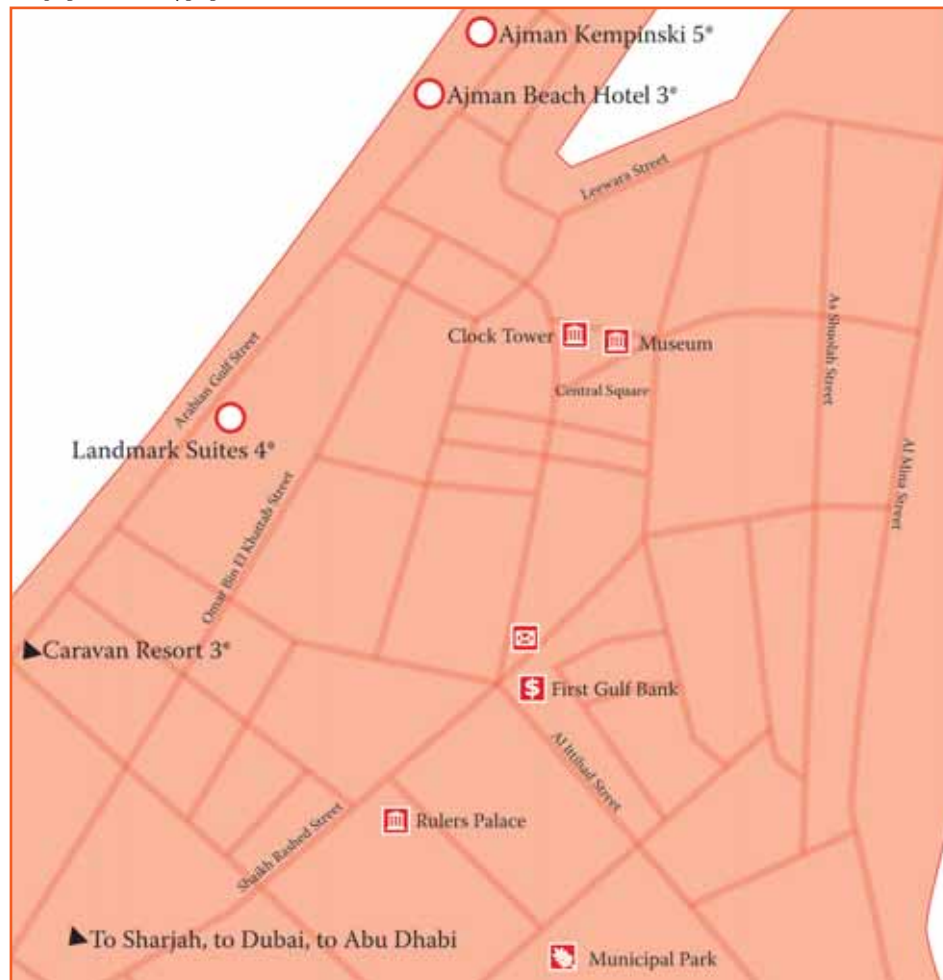 Ajman Kempinski 5*
Ajman Beach Hotel 3*
Leewara Street
Clock Tower
Museum
Central Square
As Shuolah Street
Arabian Gulf Street
Landmark Suites 4*
Al Mina Street
Omar Bin El Khattab Street
Caravan Resort 3*
$ First Gulf Bank
Al Ittihad Street
Rulers Palace
Shaikh Rashed Street
To Sharjah, to Dubai, to Abu Dhabi
Municipal Park